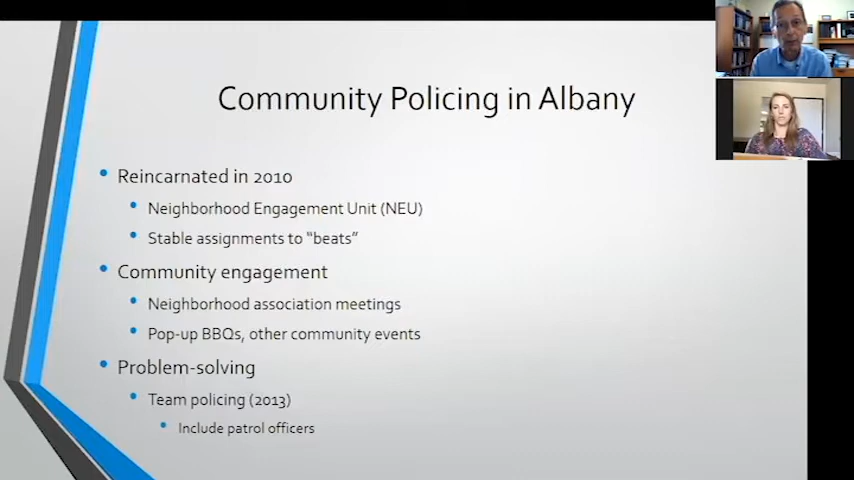 Community Policing in Albany
Reincarnated in 2010
Neighborhood Engagement Unit (NEU)
Stable assignments to “beats”
Community engagement
Neighborhood association meetings
Pop-up BBQs, other community events
Problem-solving
Team policing (2013)
Include patrol officers